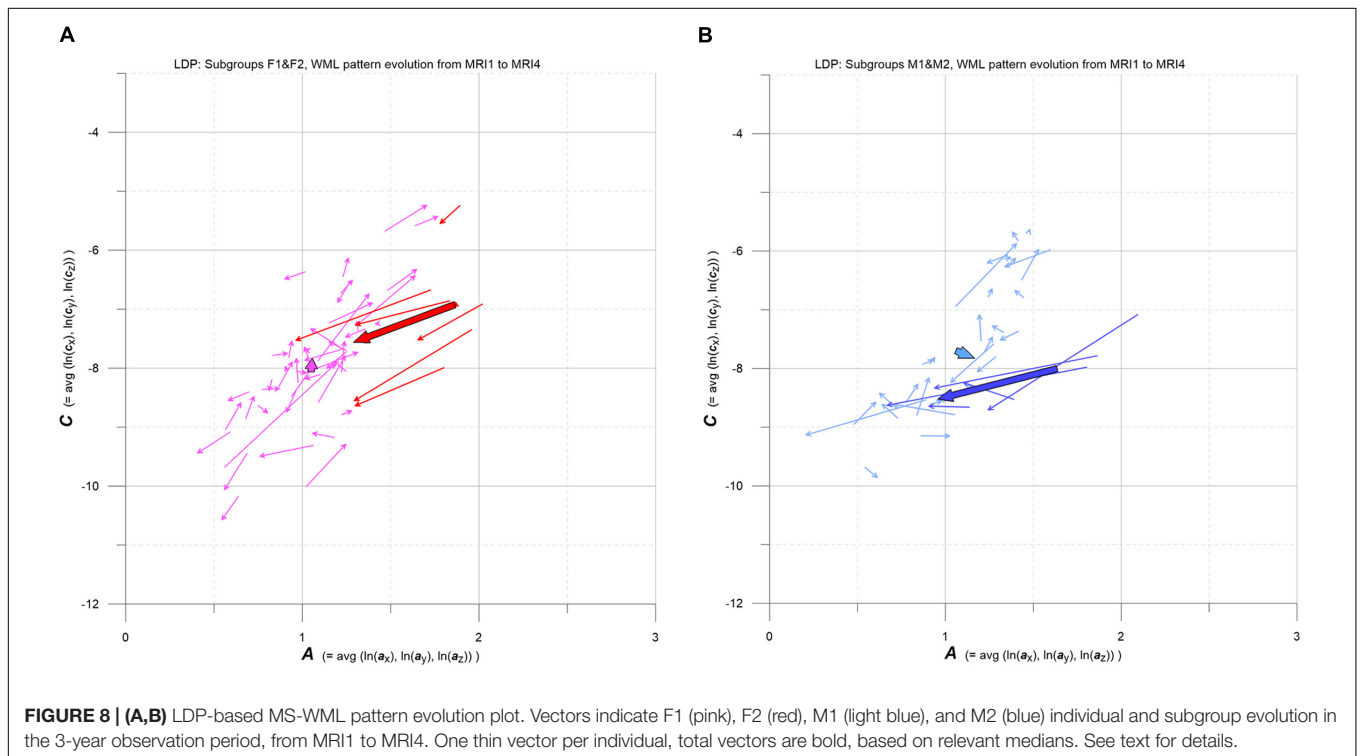 A
LDP: Subgroups F1&F2, WML pattern evolution from MRI1 to MRI4
-4
-6
-8
-10
-12
C (= avg (ln(cx), ln(cy), ln(cz)) )
0 1 2 3
A (= avg (ln(ax), ln(ay), ln(az)) )
B
LDP: Subgroups M1&M2, WML pattern evolution from MRI1 to MRI4
-4
-6
-8
-10
-12
C (= avg (ln(cx), ln(cy), ln(cz)) )
0 1 2 3
A (= avg (ln(ax), ln(ay), ln(az)) )
FIGURE 8 | (A,B) LDP-based MS-WML pattern evolution plot. Vectors indicate F1 (pink), F2 (red), M1 (light blue), and M2 (blue) individual and subgroup evolution in
the 3-year observation period, from MRI1 to MRI4. One thin vector per individual, total vectors are bold, based on relevant medians. See text for details.